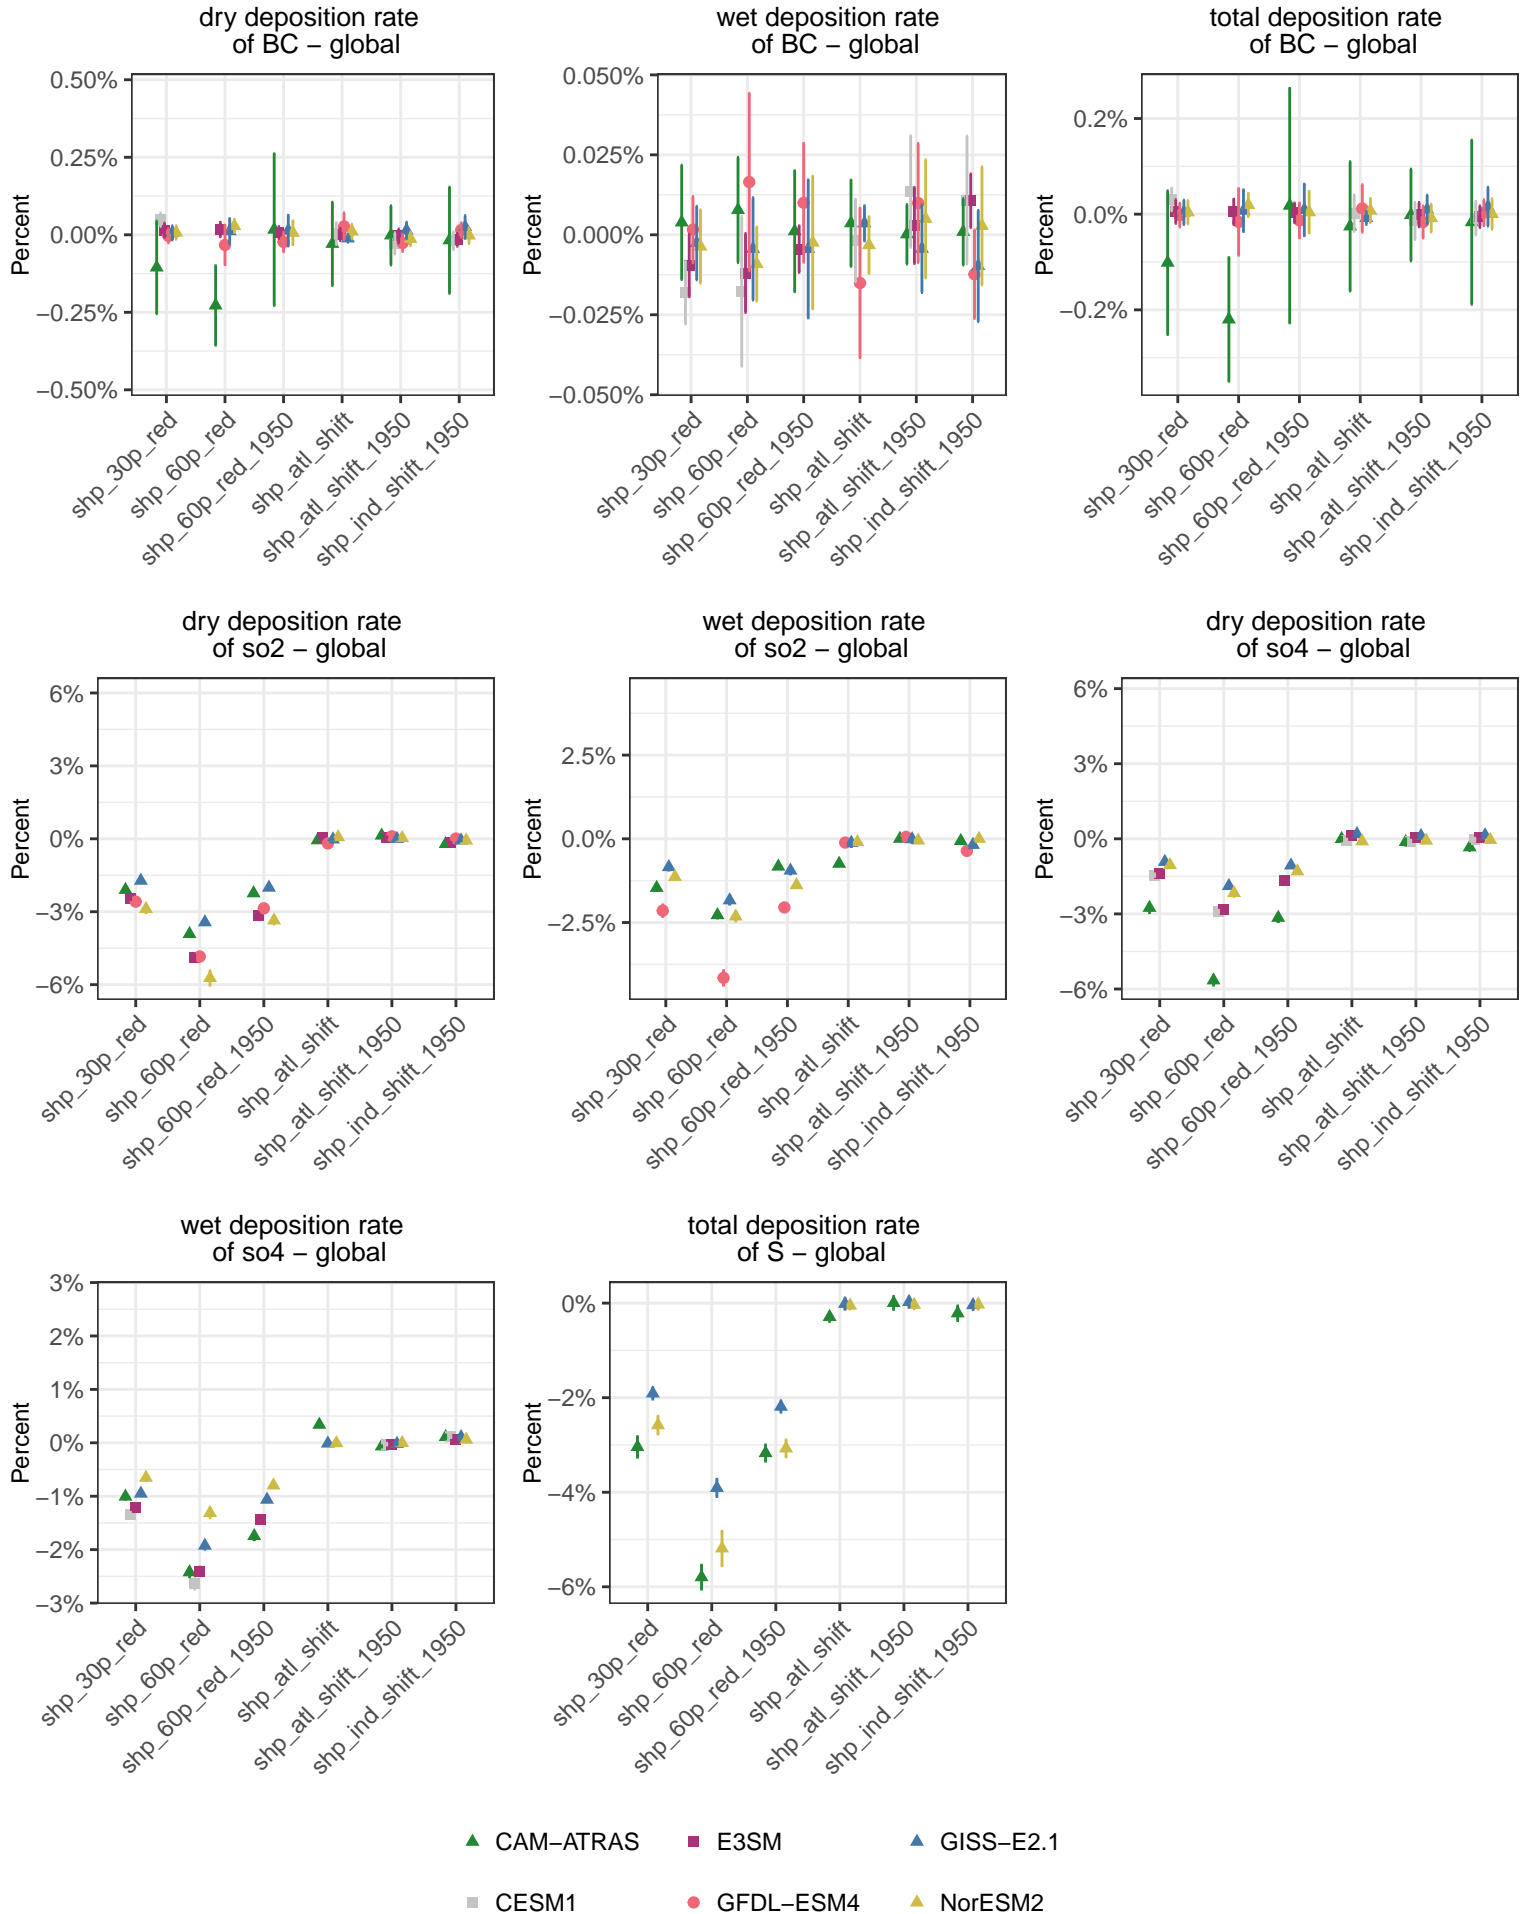 dry deposition rate
of BC − global
Percent
0.50%
0.25%
0.00%
−0.25%
−0.50%
shp_30p_red
shp_60p_red
shp_60p_red_1950
shp_atl_shift
shp_atl_shift_1950
shp_ind_shift_1950
wet deposition rate
of BC − global
Percent
0.050%
0.025%
0.000%
−0.025%
−0.050%
shp_30p_red
shp_60p_red
shp_60p_red_1950
shp_atl_shift
shp_atl_shift_1950
shp_ind_shift_1950
total deposition rate
of BC − global
Percent
0.2%
0.0%
−0.2%
shp_30p_red
shp_60p_red
shp_60p_red_1950
shp_atl_shift
shp_atl_shift_1950
shp_ind_shift_1950
dry deposition rate
of so2 − global
Percent
6%
3%
0%
−3%
−6%
shp_30p_red
shp_60p_red
shp_60p_red_1950
shp_atl_shift
shp_atl_shift_1950
shp_ind_shift_1950
wet deposition rate
of so2 − global
Percent
2.5%
0.0%
−2.5%
shp_30p_red
shp_60p_red
shp_60p_red_1950
shp_atl_shift
shp_atl_shift_1950
shp_ind_shift_1950
dry deposition rate
of so4 − global
Percent
6%
3%
0%
−3%
−6%
shp_30p_red
shp_60p_red
shp_60p_red_1950
shp_atl_shift
shp_atl_shift_1950
shp_ind_shift_1950
wet deposition rate
of so4 − global
Percent
3%
2%
1%
0%
−1%
−2%
−3%
shp_30p_red
shp_60p_red
shp_60p_red_1950
shp_atl_shift
shp_atl_shift_1950
shp_ind_shift_1950
total deposition rate
of S − global
Percent
0%
−2%
−4%
−6%
shp_30p_red
shp_60p_red
shp_60p_red_1950
shp_atl_shift
shp_atl_shift_1950
shp_ind_shift_1950
CAM−ATRAS
E3SM
GISS−E2.1
CESM1
GFDL−ESM4
NorESM2